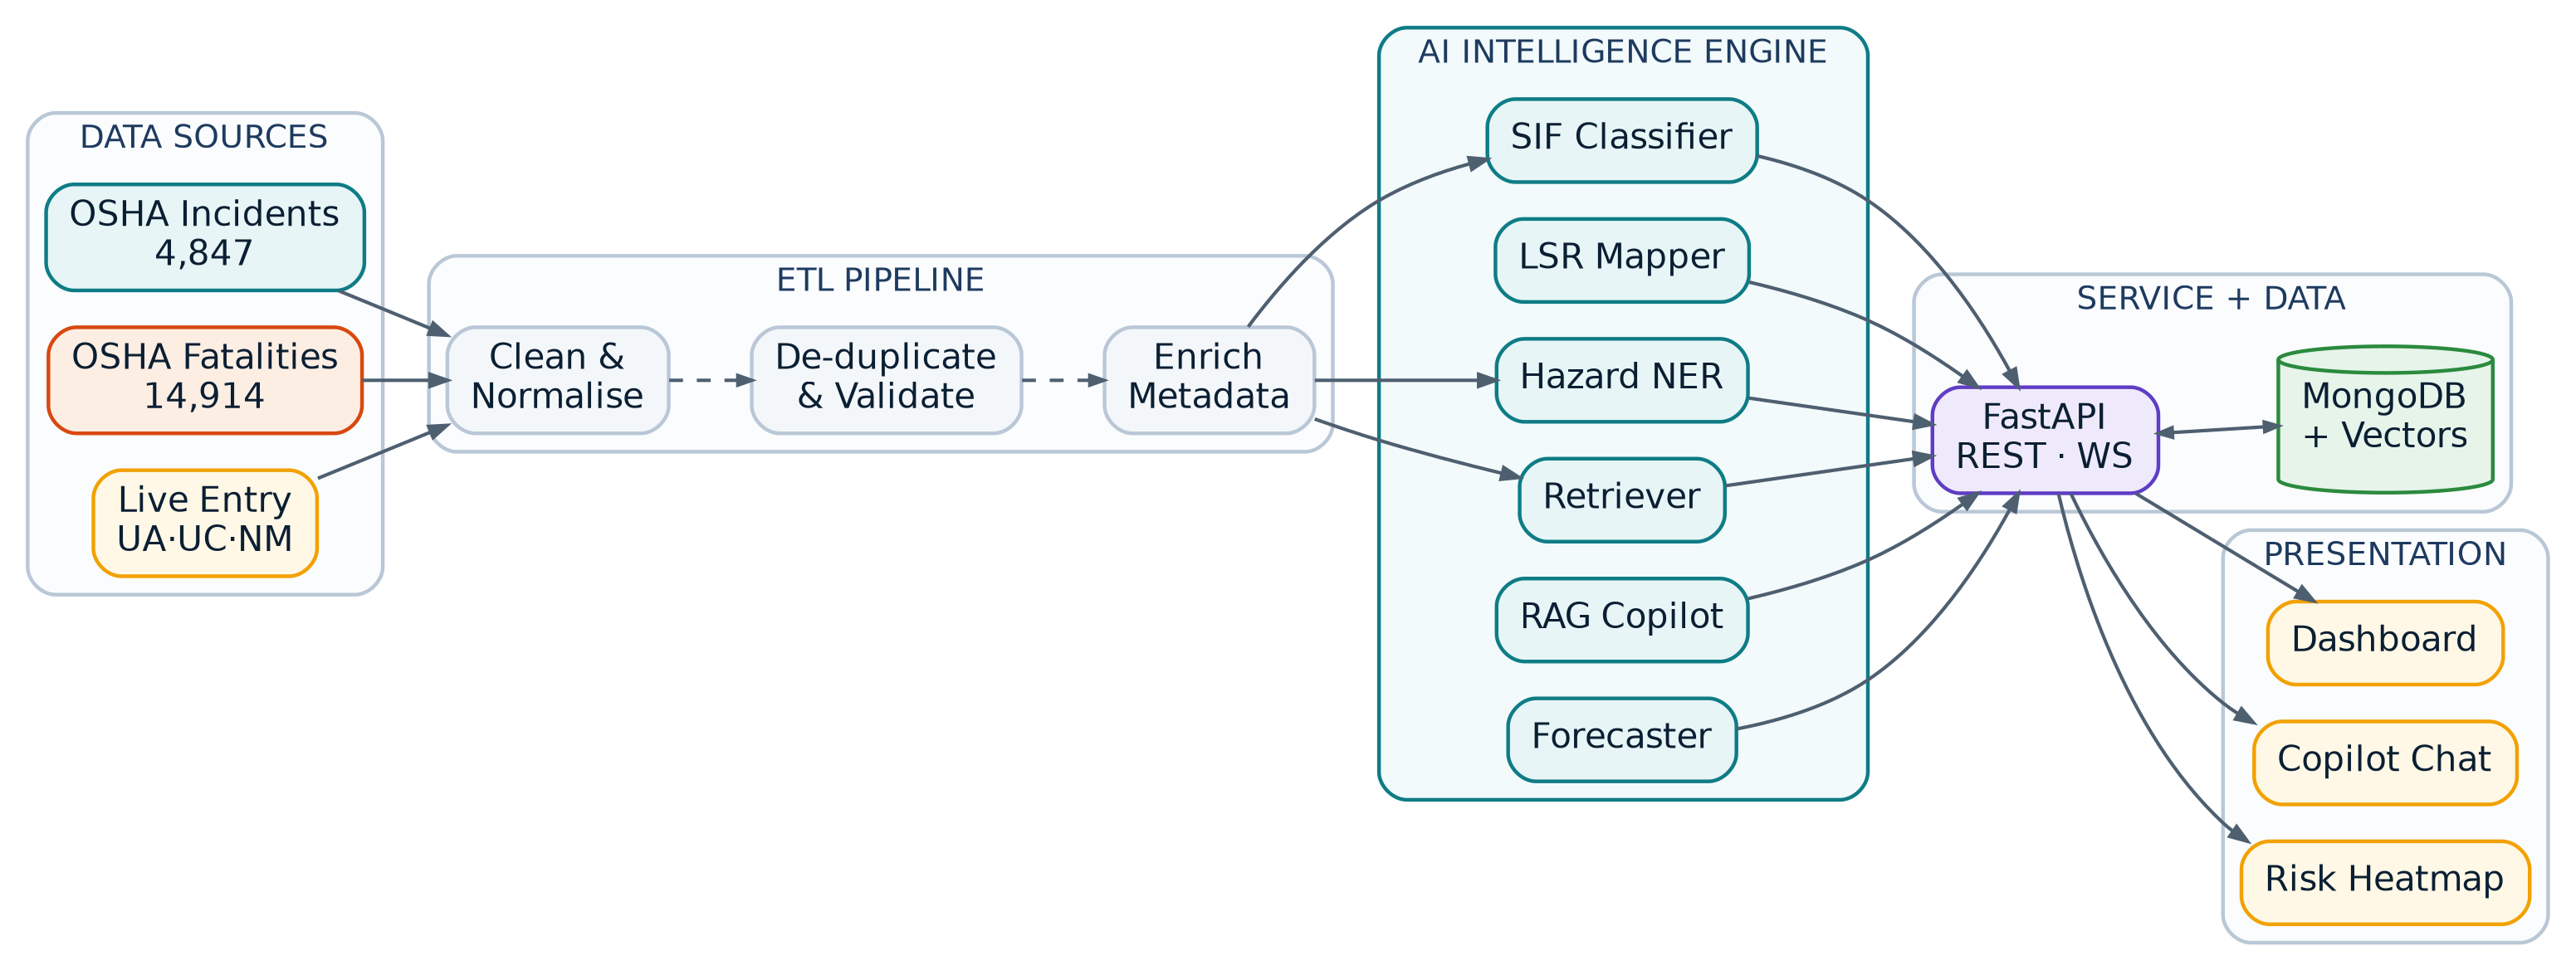 DATA SOURCES
OSHA Incidents
4,847
OSHA Fatalities
14,914
Live Entry
UA·UC·NM
ETL PIPELINE
Clean &
Normalise
De-duplicate
& Validate
Enrich
Metadata
AI INTELLIGENCE ENGINE
SIF Classifier
LSR Mapper
Hazard NER
Retriever
RAG Copilot
Forecaster
SERVICE + DATA
FastAPI
REST · WS
MongoDB
+ Vectors
PRESENTATION
Dashboard
Copilot Chat
Risk Heatmap